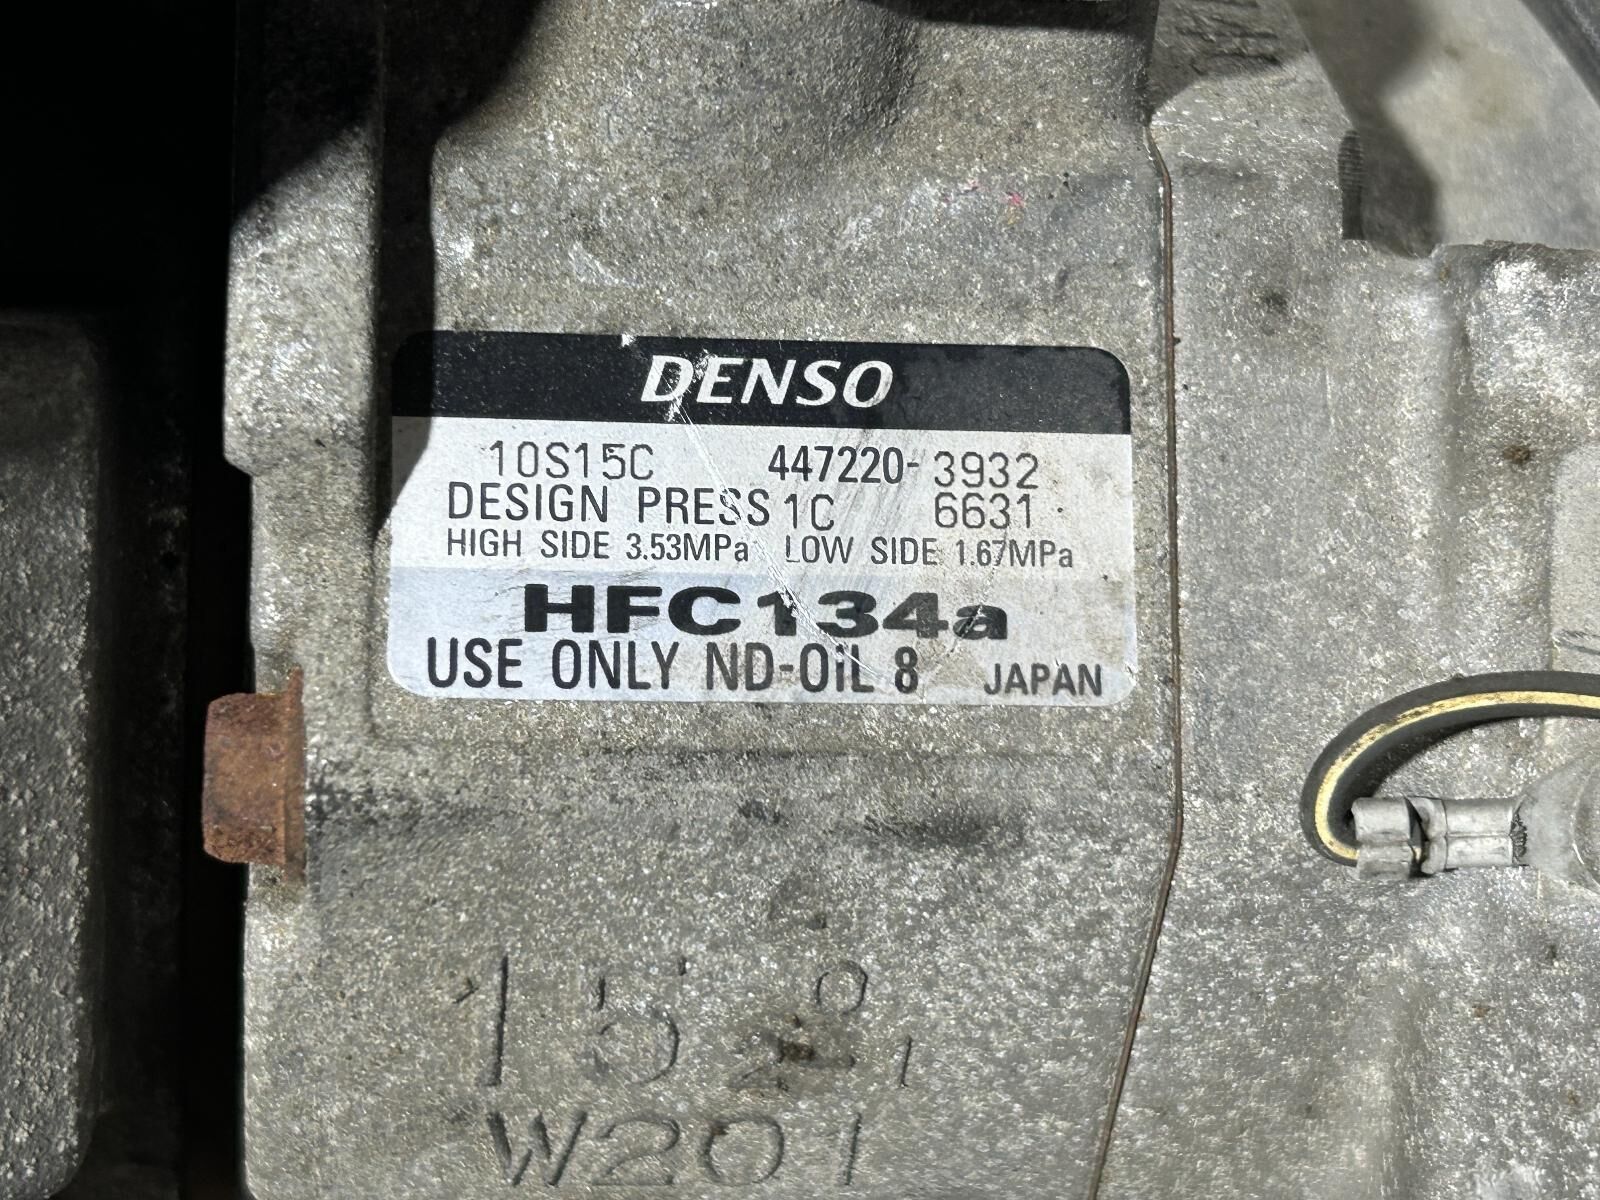 DENSO
10S15C 447220-3932
DESIGN PRESS 1C 6631
HIGH SIDE 3.53MPa LOW SIDE 1.67MPa
HFC134a
USE ONLY ND-OiL 8 JAPAN
15
W201